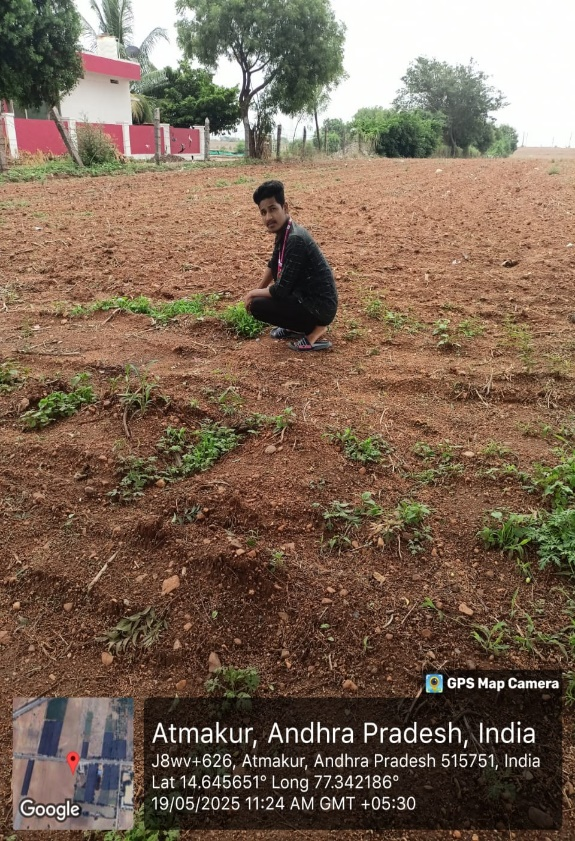 GPS Map Camera
Atmakur, Andhra Pradesh, India
J8wv+626, Atmakur, Andhra Pradesh 515751, India
Lat 14.645651° Long 77.342186°
19/05/2025 11:24 AM GMT +05:30
Google